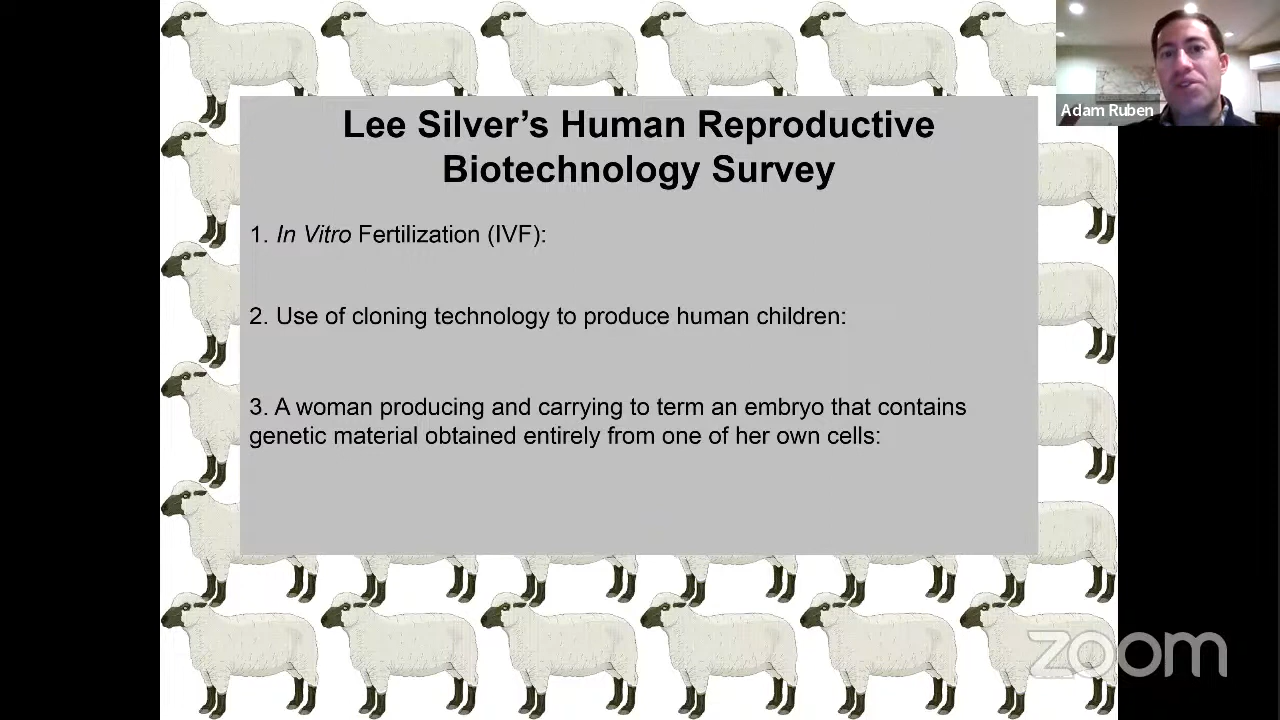 Lee Silver’s Human Reproductive
Biotechnology Survey
Adam Ruben
1. In Vitro Fertilization (IVF):
2. Use of cloning technology to produce human children:
3. A woman producing and carrying to term an embryo that contains
genetic material obtained entirely from one of her own cells:
zoom